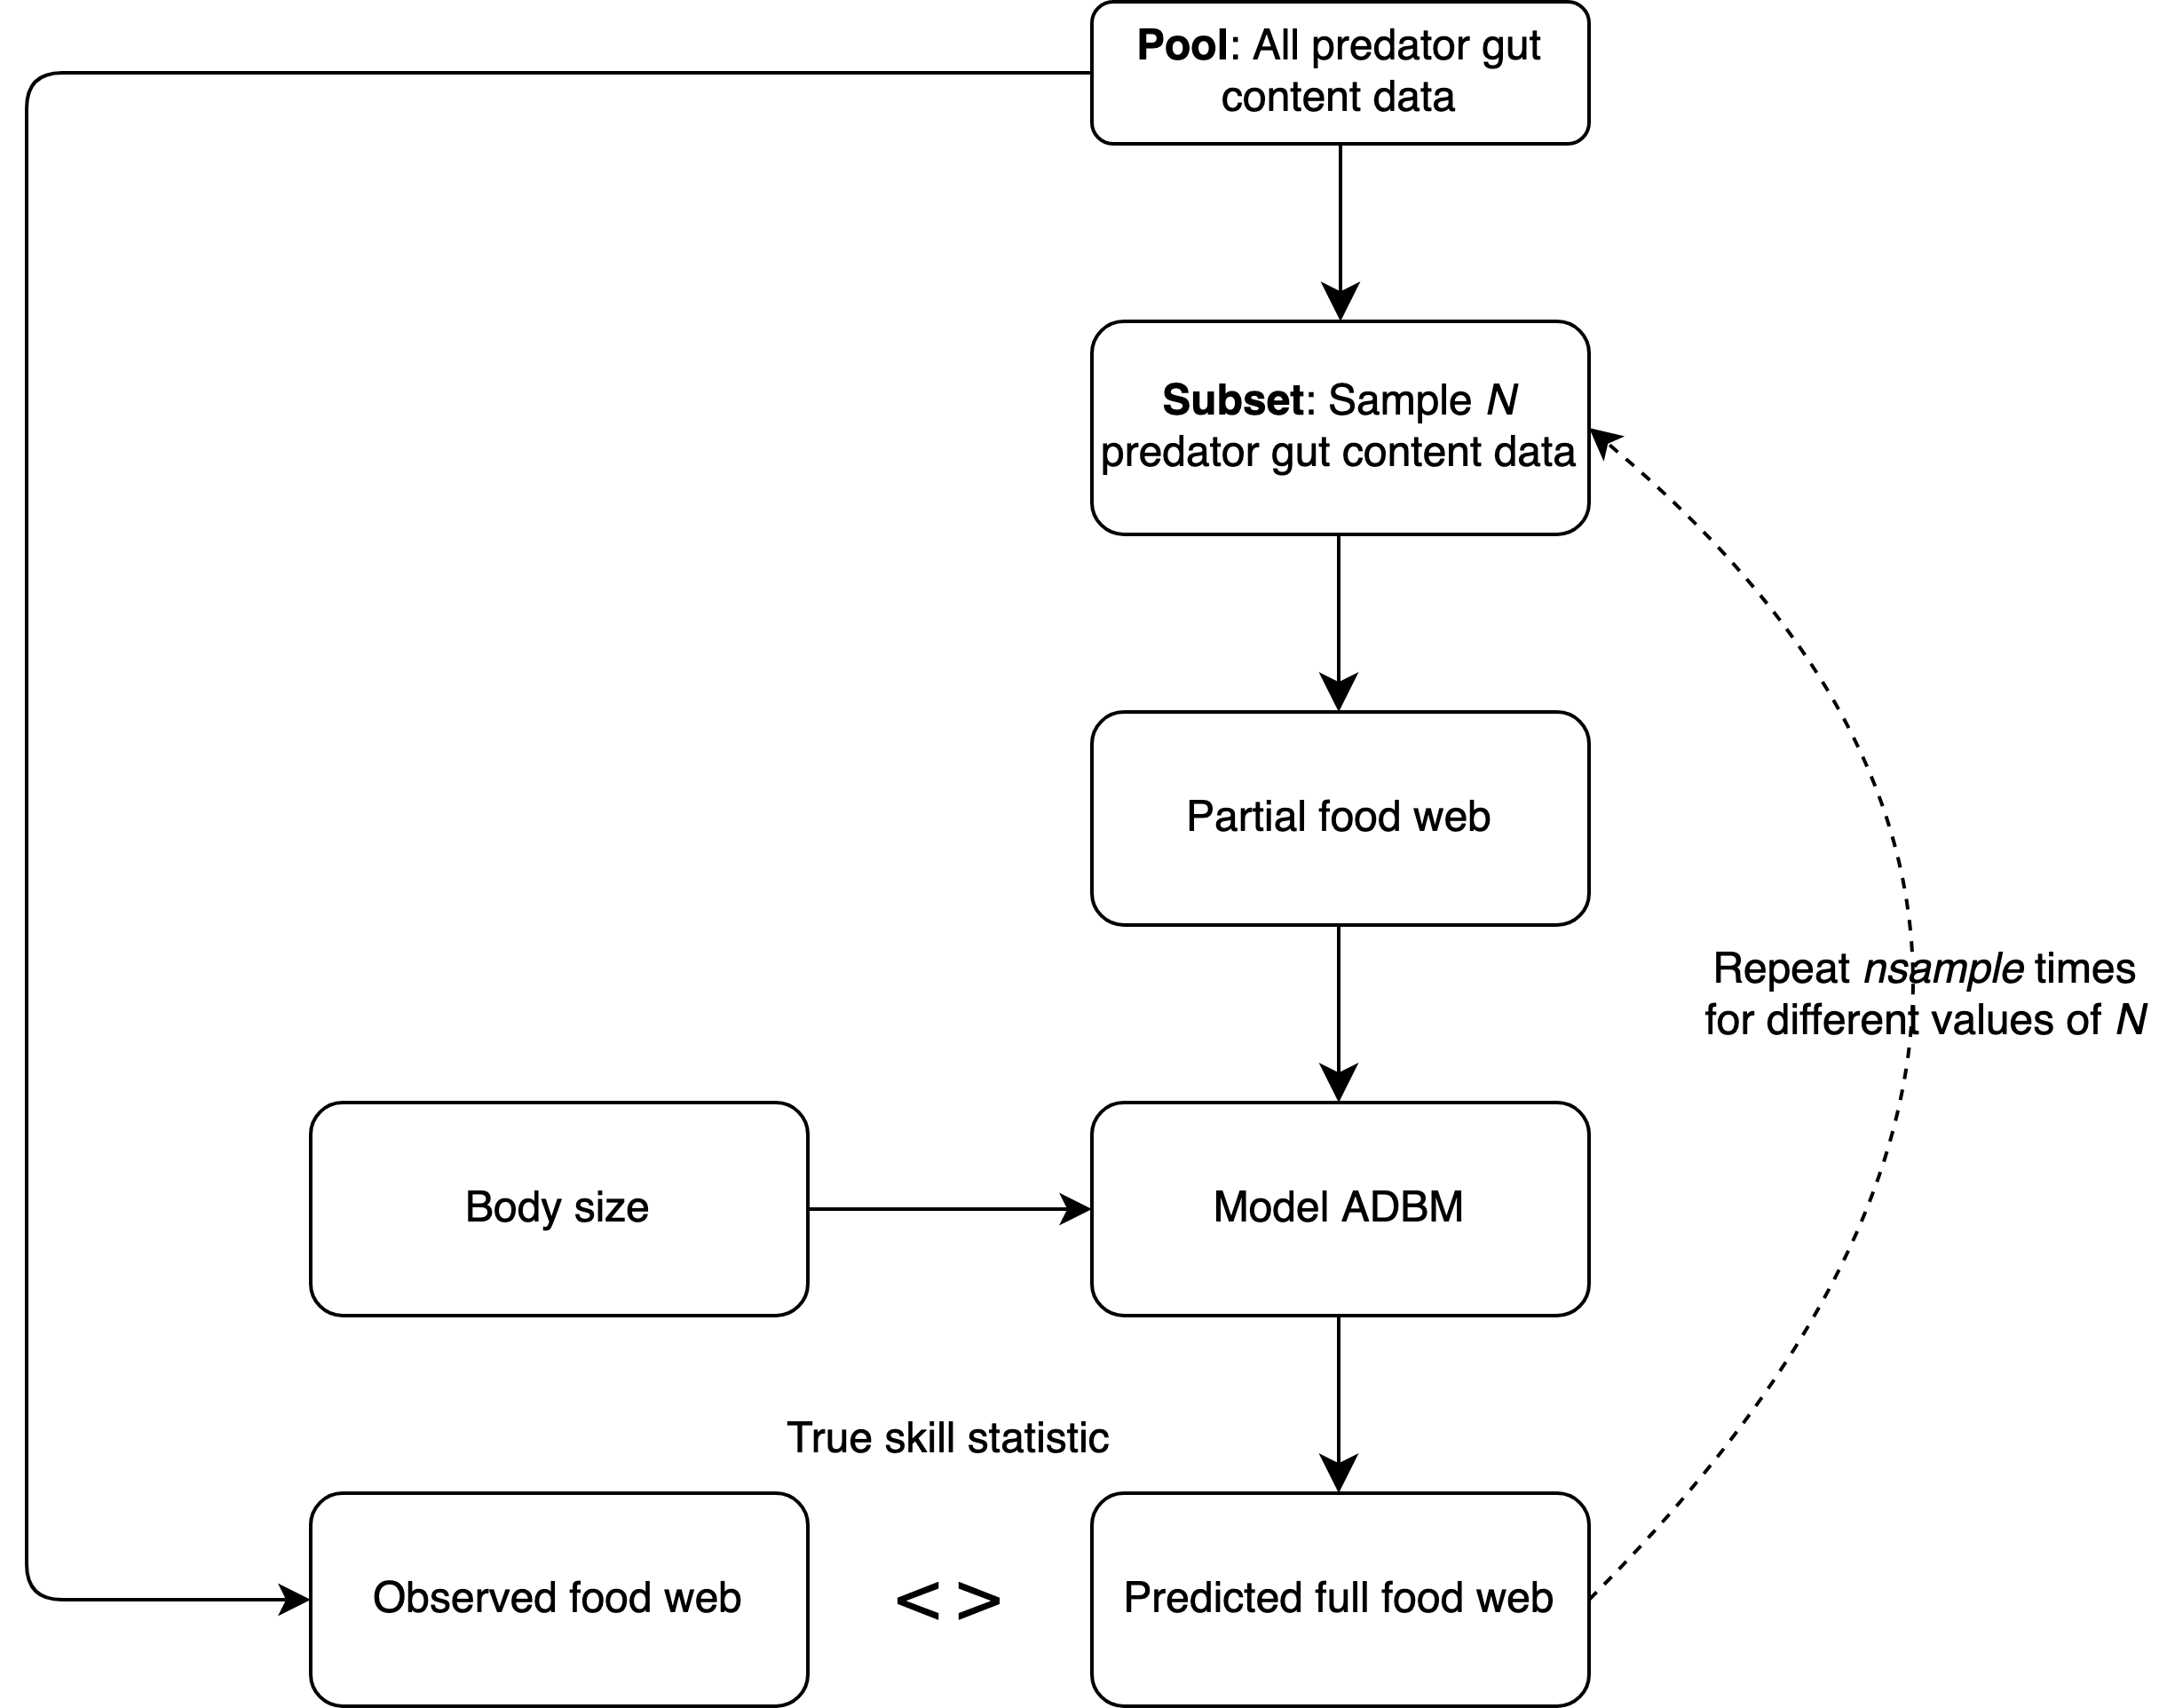 Pool: All predator gut
content data
Subset: Sample N
predator gut content data
Partial food web
Repeat nsample times
for different values of N
Body size
Model ADBM
True skill statistic
Observed food web
< >
Predicted full food web